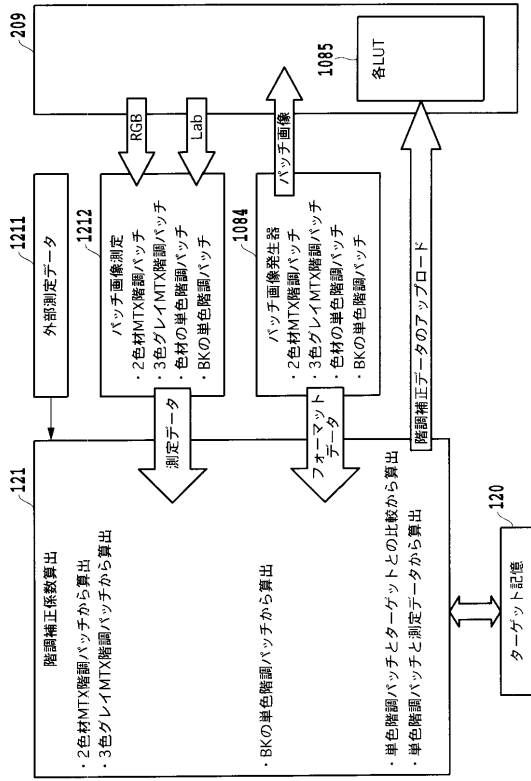 121
階調補正係数算出
・2色材MTX階調パッチから算出
・3色グレイMTX階調パッチから算出
・BKの単色階調パッチから算出
・単色階調パッチとターゲットとの比較から算出
・単色階調パッチと測定データから算出
1211
外部測定データ
測定データ
1212
パッチ画像測定
・2色材MTX階調パッチ
・3色グレイMTX階調パッチ
・色材の単色階調パッチ
・BKの単色階調パッチ
RGB
Lab
フォーマット
データ
1084
パッチ画像発生器
・2色材MTX階調パッチ
・3色グレイMTX階調パッチ
・色材の単色階調パッチ
・BKの単色階調パッチ
パッチ画像
階調補正データのアップロード
209
1085
各LUT
120
ターゲット記憶